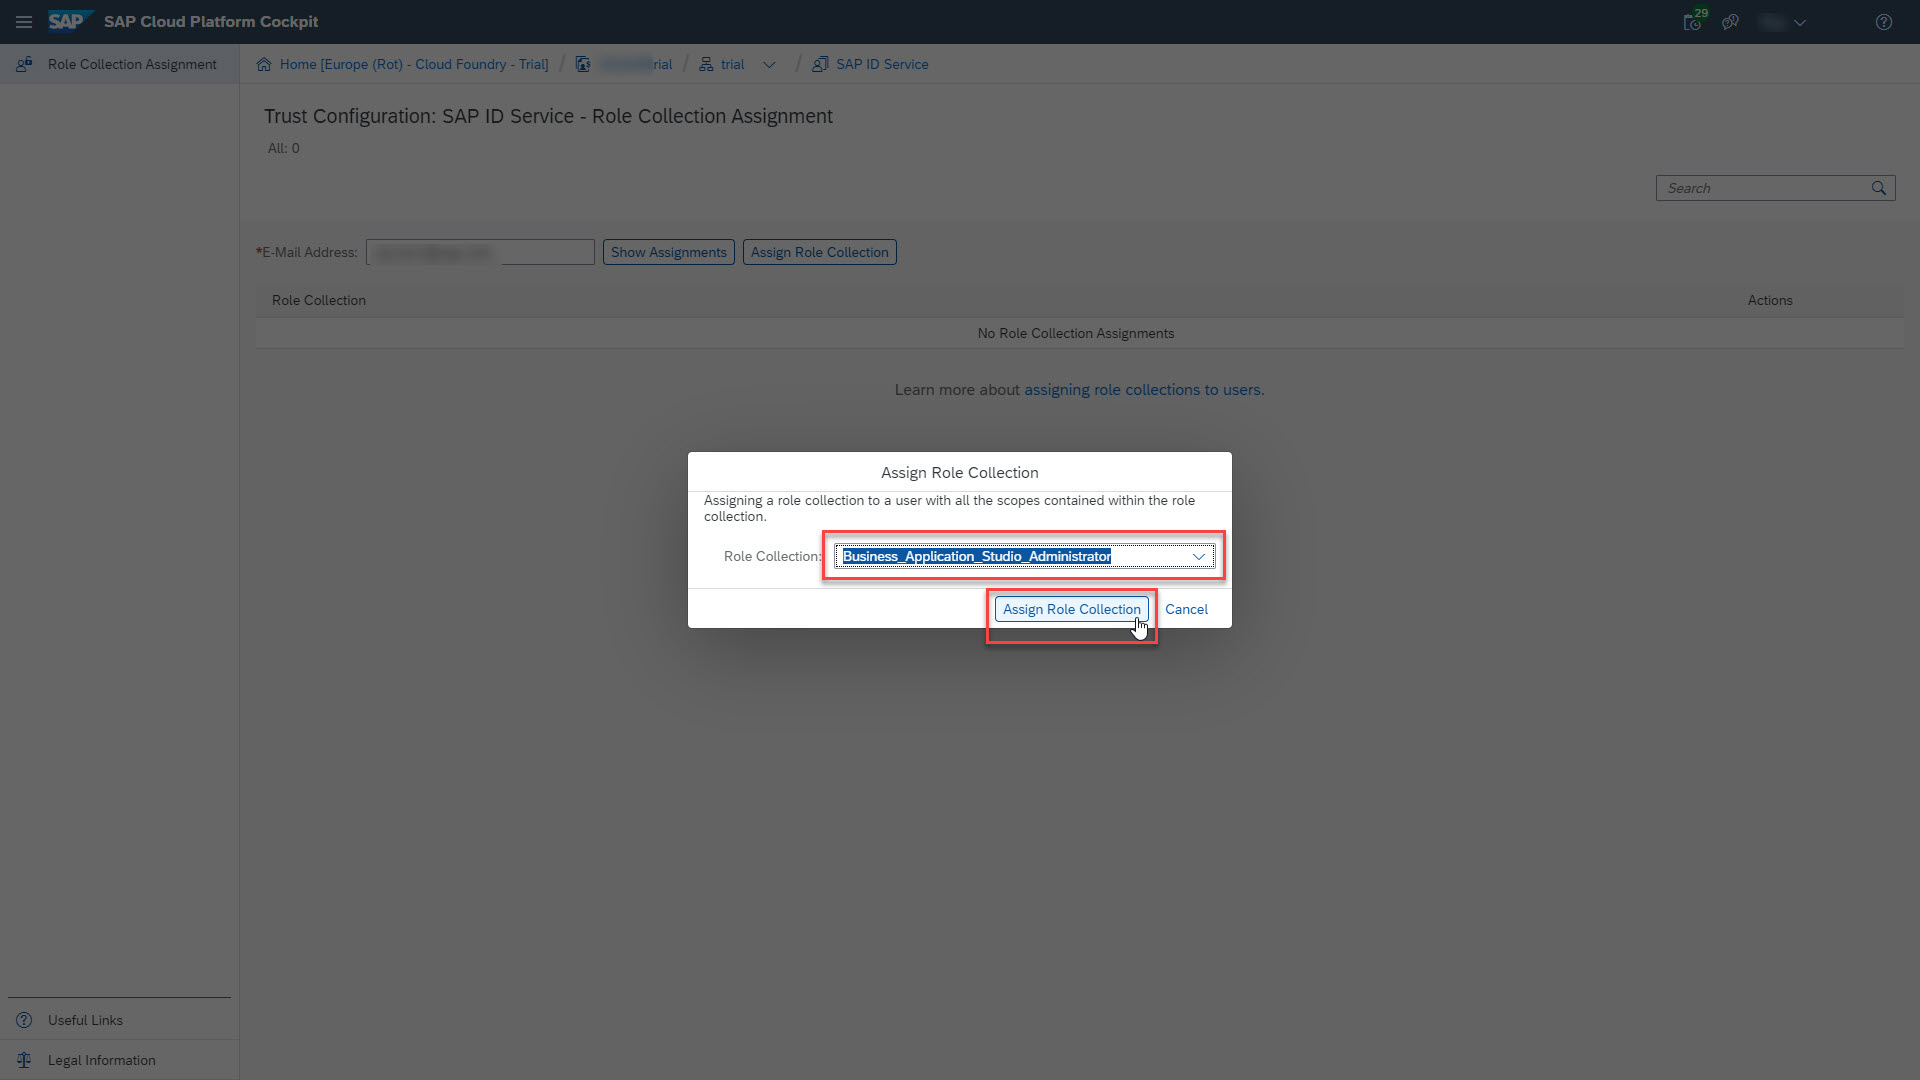 SAP SAP Cloud Platform Cockpit
29
Role Collection Assignment
Home [Europe (Rot) - Cloud Foundry - Trial] / rial / trial / SAP ID Service
Trust Configuration: SAP ID Service - Role Collection Assignment
All: 0
Search
*E-Mail Address: Show Assignments Assign Role Collection
Role Collection Actions
No Role Collection Assignments
Learn more about assigning role collections to users.
Assign Role Collection
Assigning a role collection to a user with all the scopes contained within the role
collection.
Role Collection: Business_Application_Studio_Administrator
Assign Role Collection Cancel
Useful Links
Legal Information